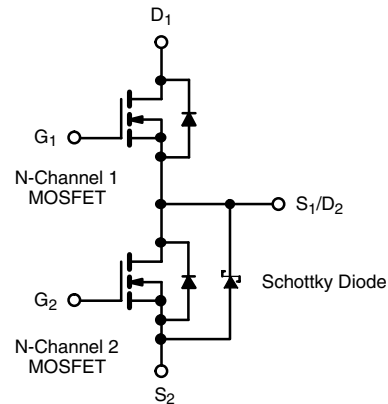 D1
G1
N-Channel 1
MOSFET
S1/D2
Schottky Diode
G2
N-Channel 2
MOSFET
S2